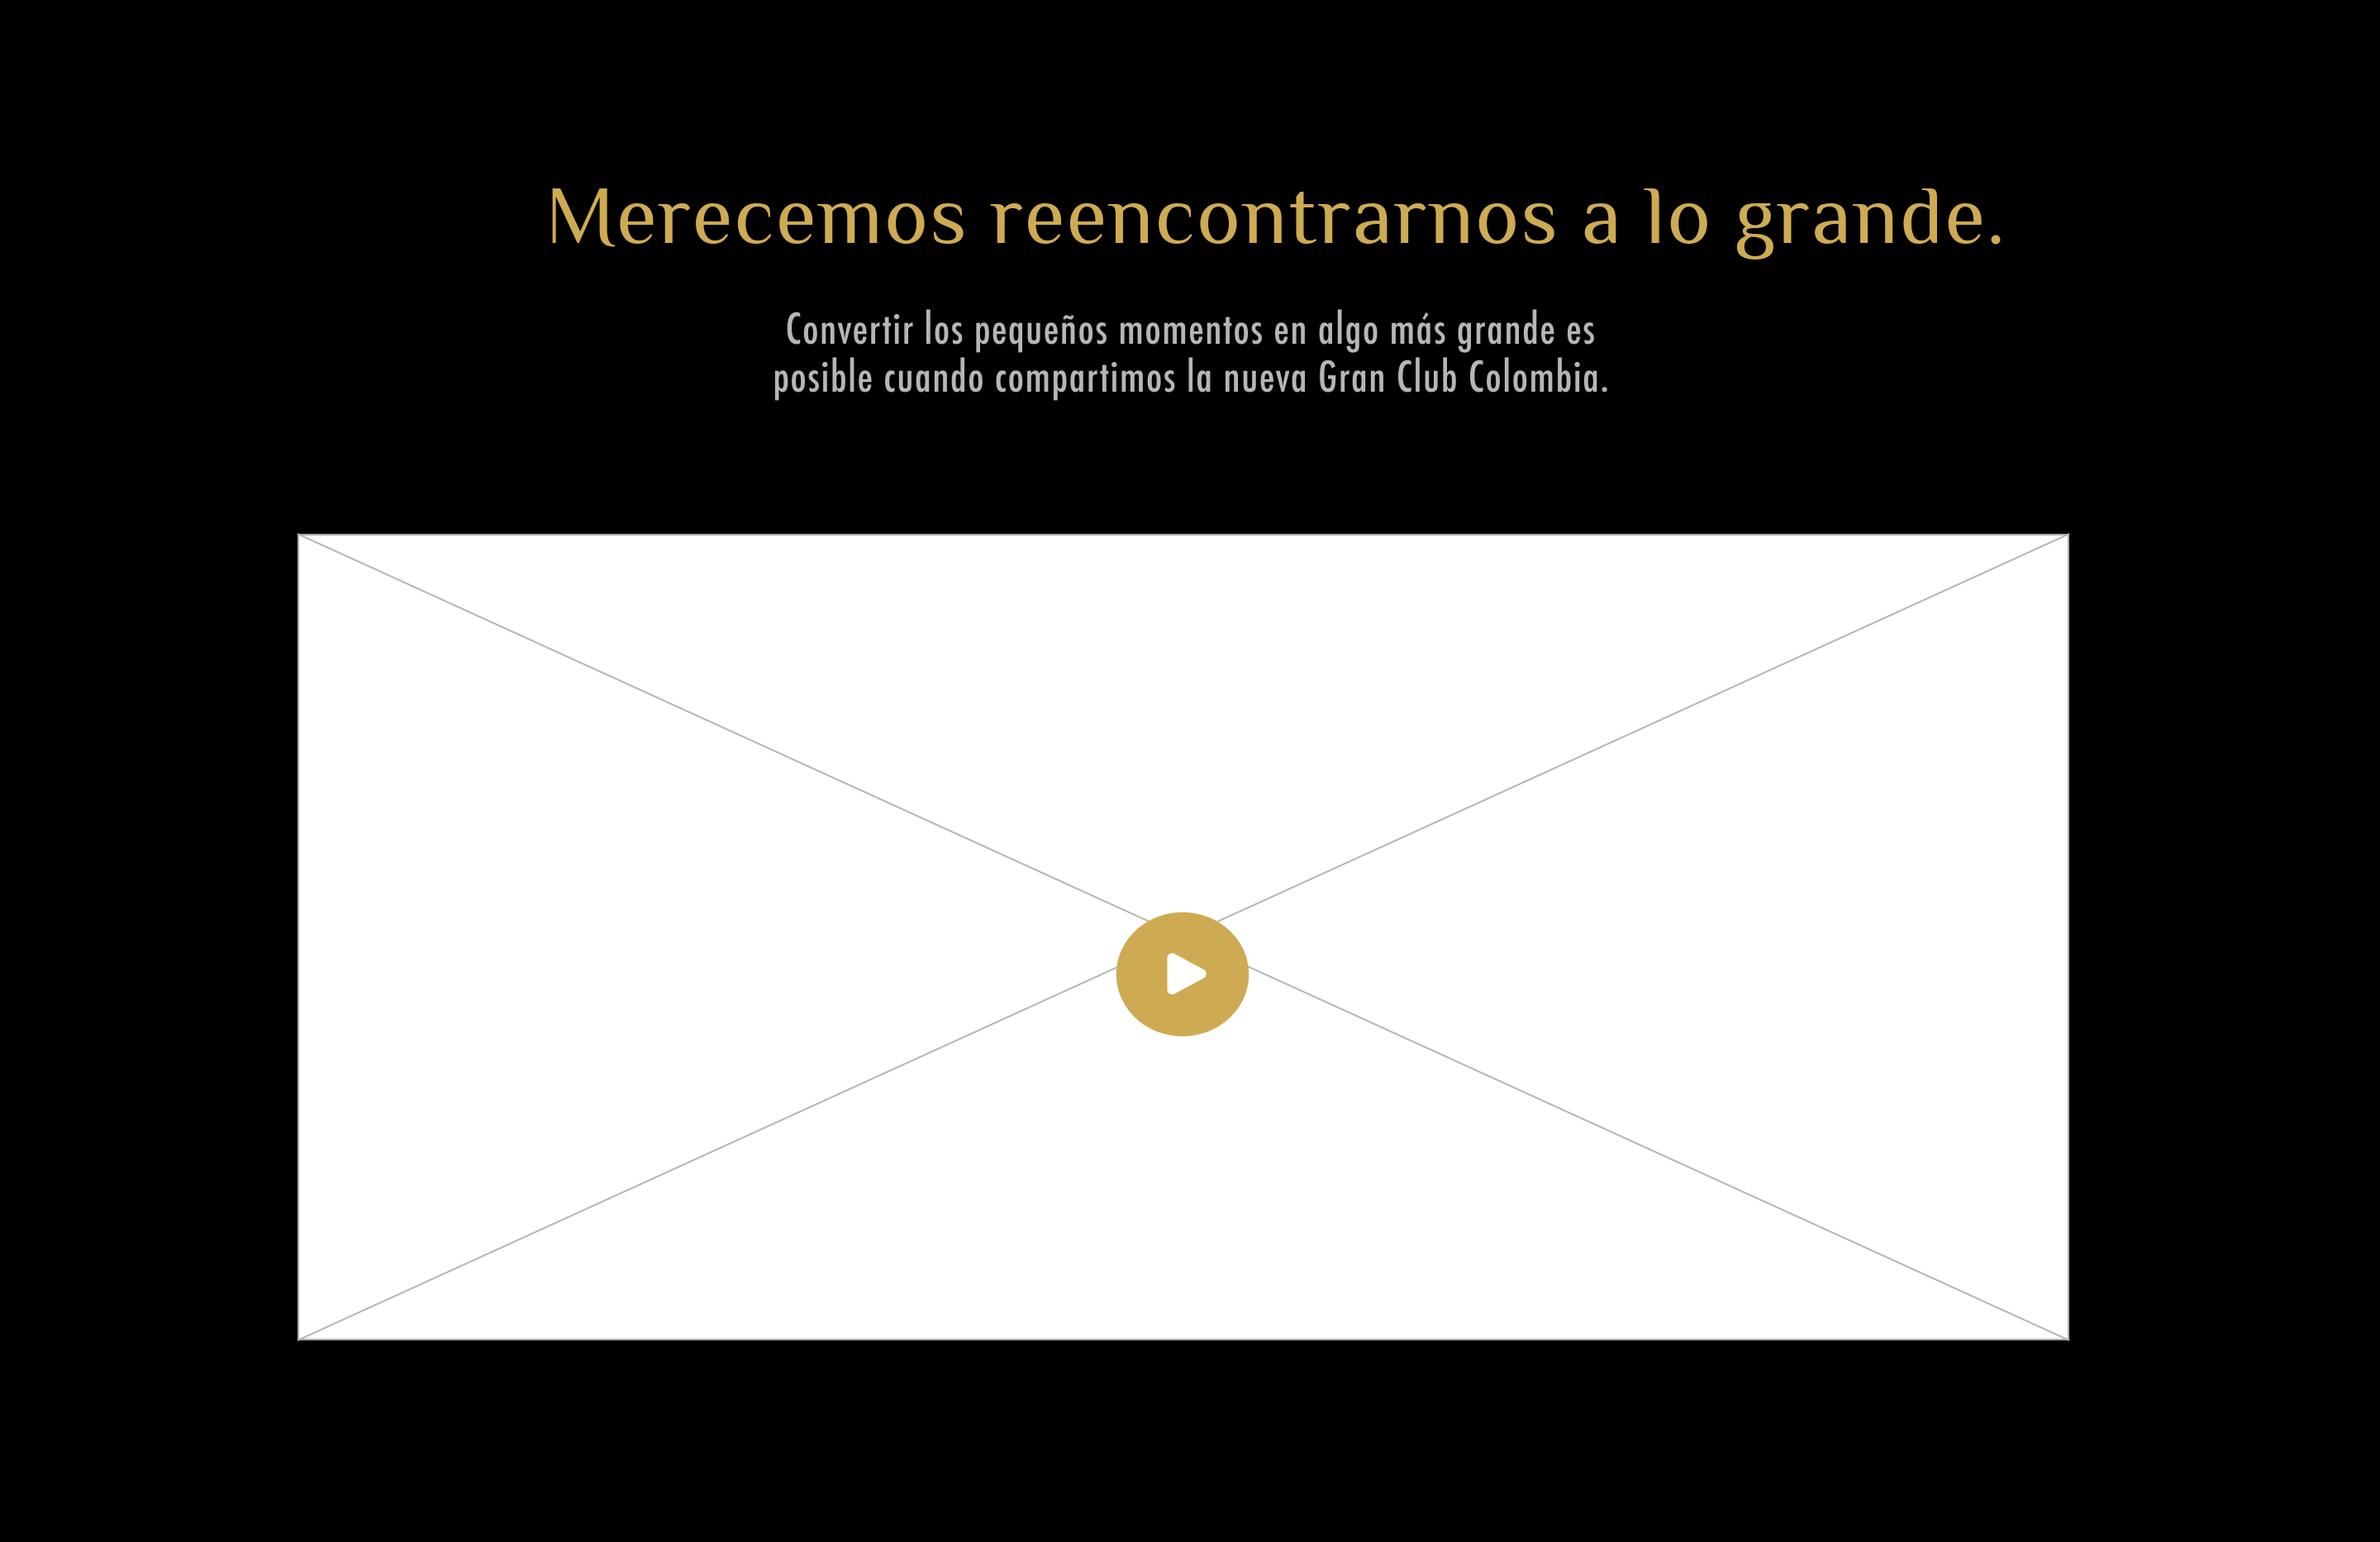 Merecemos reencontrarnos a lo grande.
Convertir los pequeños momentos en algo más grande es
posible cuando compartimos la nueva Gran Club Colombia.